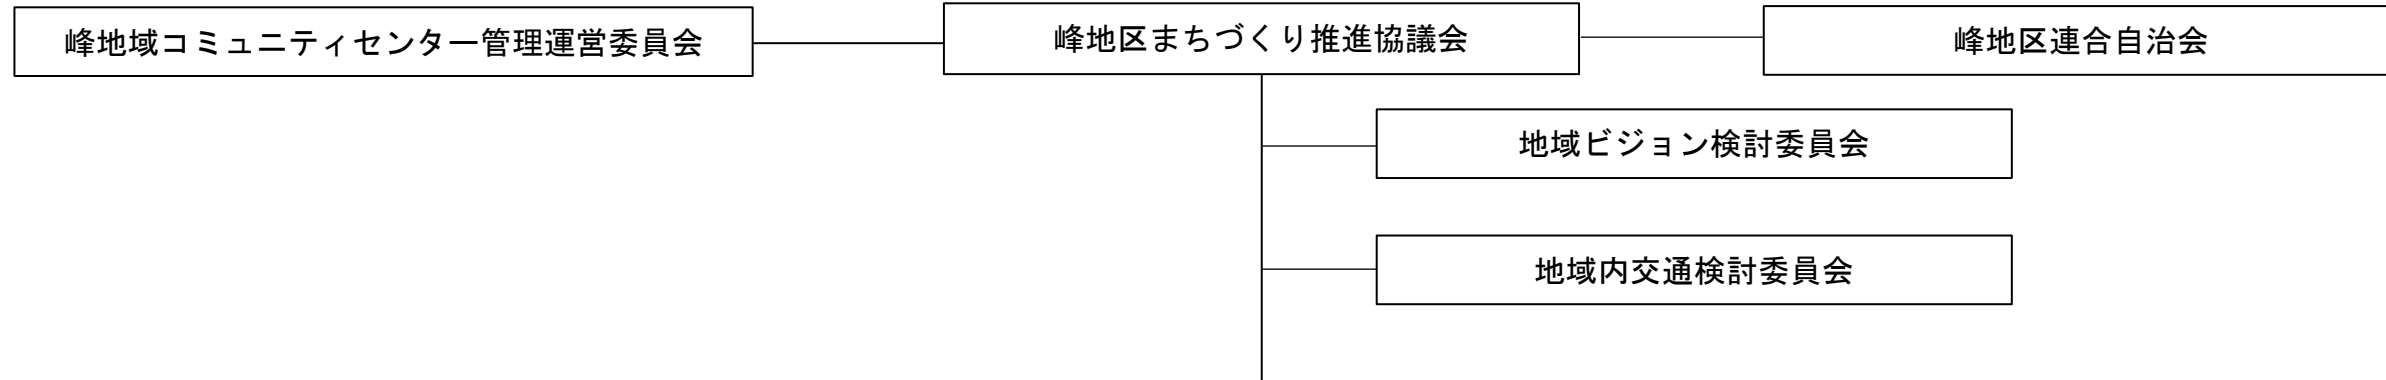 峰地域コミュニティセンター管理運営委員会
峰地区まちづくり推進協議会
峰地区連合自治会
地域ビジョン検討委員会
地域内交通検討委員会